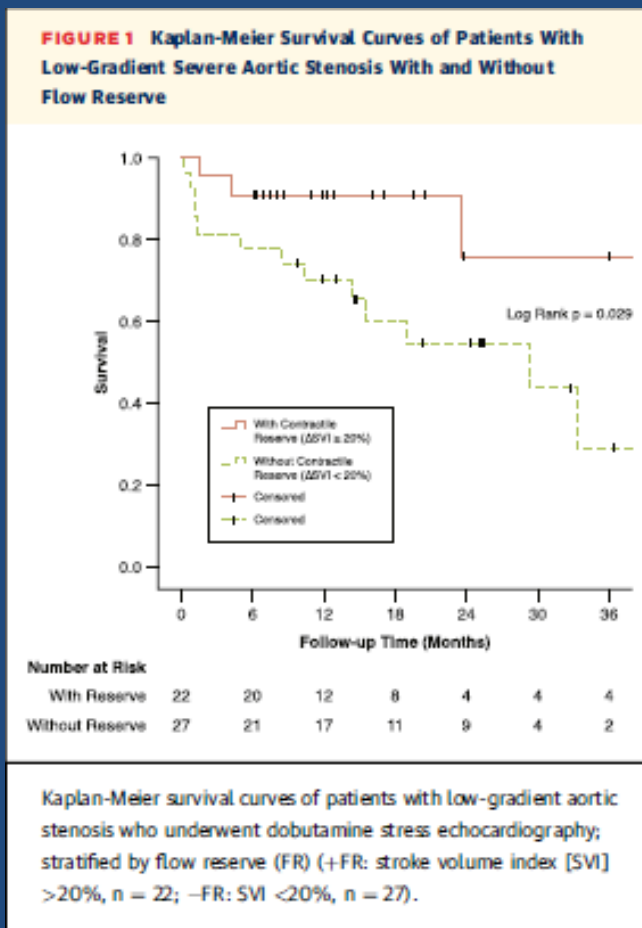 FIGURE 1 Kaplan-Meier Survival Curves of Patients With
Low-Gradient Severe Aortic Stenosis With and Without
Flow Reserve
1.0
0.8
0.6
0.4
0.2
0.0
Survival
Log Rank p = 0.029
With Contractile
Reserve (ΔSVI ≥ 20%)
Without Contractile
Reserve (ΔSVI < 20%)
Censored
Censored
0 6 12 18 24 30 36
Follow-up Time (Months)
Number at Risk
With Reserve 22 20 12 8 4 4 4
Without Reserve 27 21 17 11 9 4 2
Kaplan-Meier survival curves of patients with low-gradient aortic
stenosis who underwent dobutamine stress echocardiography;
stratified by flow reserve (FR) (+FR: stroke volume index [SVI]
>20%, n = 22; −FR: SVI <20%, n = 27).